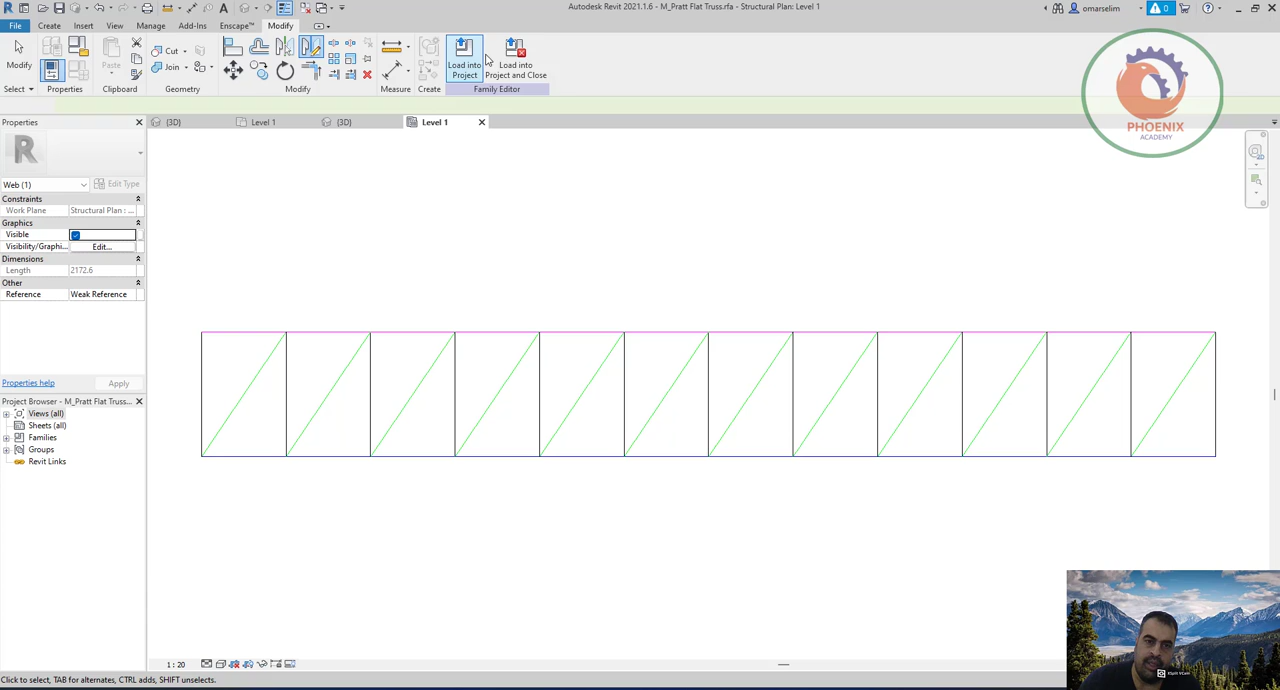 Autodesk Revit 2021.1.6 - M_Pratt Flat Truss.rfa - Structural Plan: Level 1
omarselim
0
File Create Insert View Manage Add-Ins Enscape™ Modify
Modify
Paste
Cut
Join
Load into
Project
Load into
Project and Close
Select Properties Clipboard Geometry Modify Measure Create Family Editor
PHOENIX
ACADEMY
Properties
{3D} Level 1 {3D} Level 1
R
Web (1) Edit Type
Constraints
Work Plane Structural Plan : ...
Graphics
Visible
Visibility/Graphi... Edit...
Dimensions
Length 2172.6
Other
Reference Weak Reference
Properties help Apply
Project Browser - M_Pratt Flat Truss...
Views (all)
Sheets (all)
Families
Groups
Revit Links
1 : 20
XSplit VCam
Click to select, TAB for alternates, CTRL adds, SHIFT unselects.